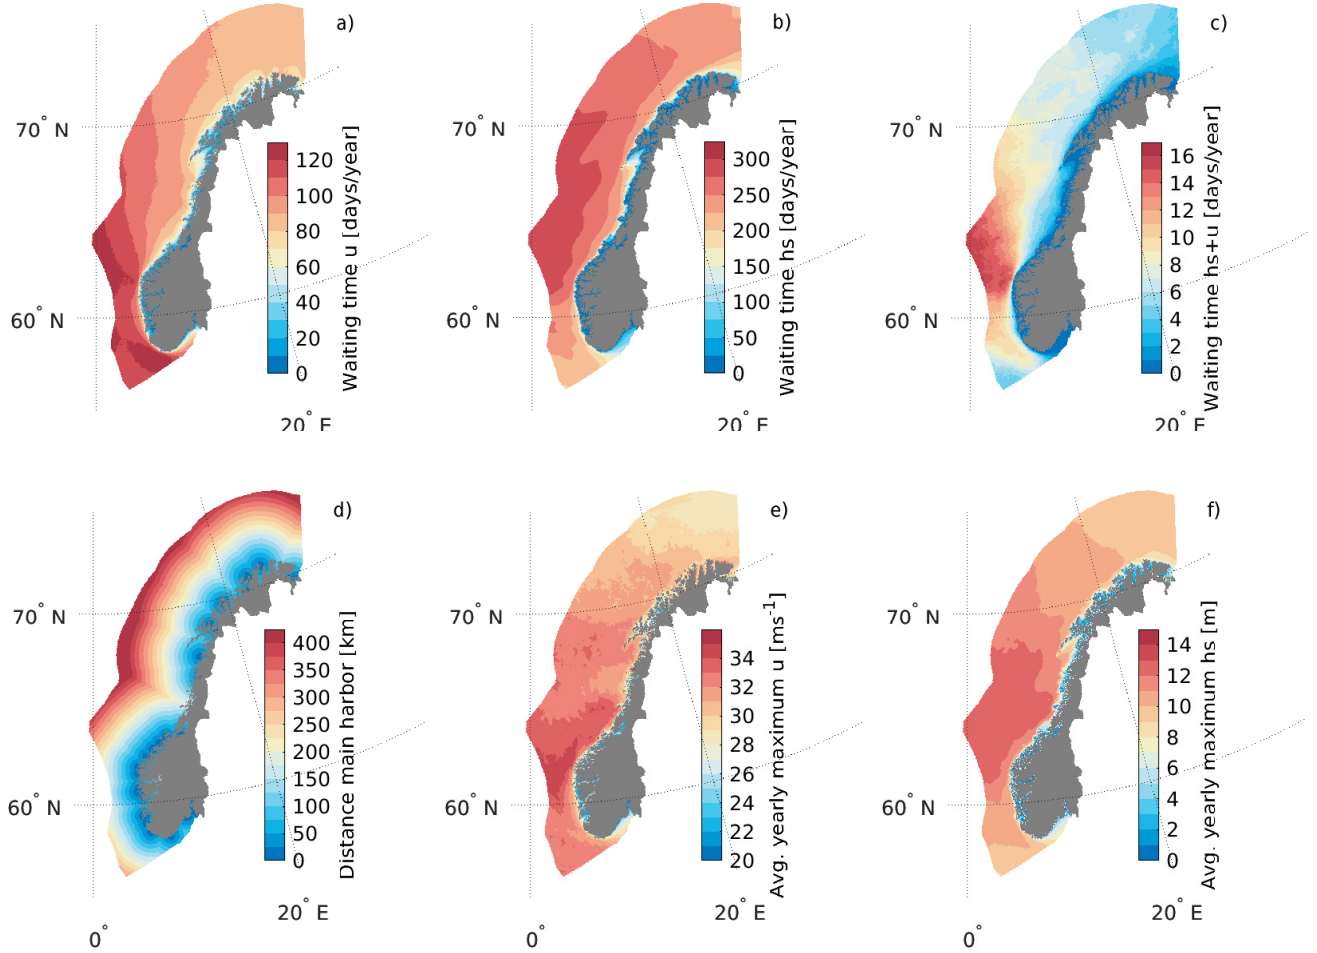 a)
70° N
60° N
20° E
120
100
80
60
40
20
0
Waiting time u [days/year]
b)
70° N
60° N
20° E
300
250
200
150
100
50
0
Waiting time hs [days/year]
c)
70° N
60° N
20° E
16
14
12
10
8
6
4
2
0
Waiting time hs+u [days/year]
d)
70° N
60° N
20° E
0°
400
350
300
250
200
150
100
50
0
Distance main harbor [km]
e)
70° N
60° N
20° E
0°
34
32
30
28
26
24
22
20
Avg. yearly maximum u [ms⁻¹]
f)
70° N
60° N
20° E
0°
14
12
10
8
6
4
2
0
Avg. yearly maximum hs [m]